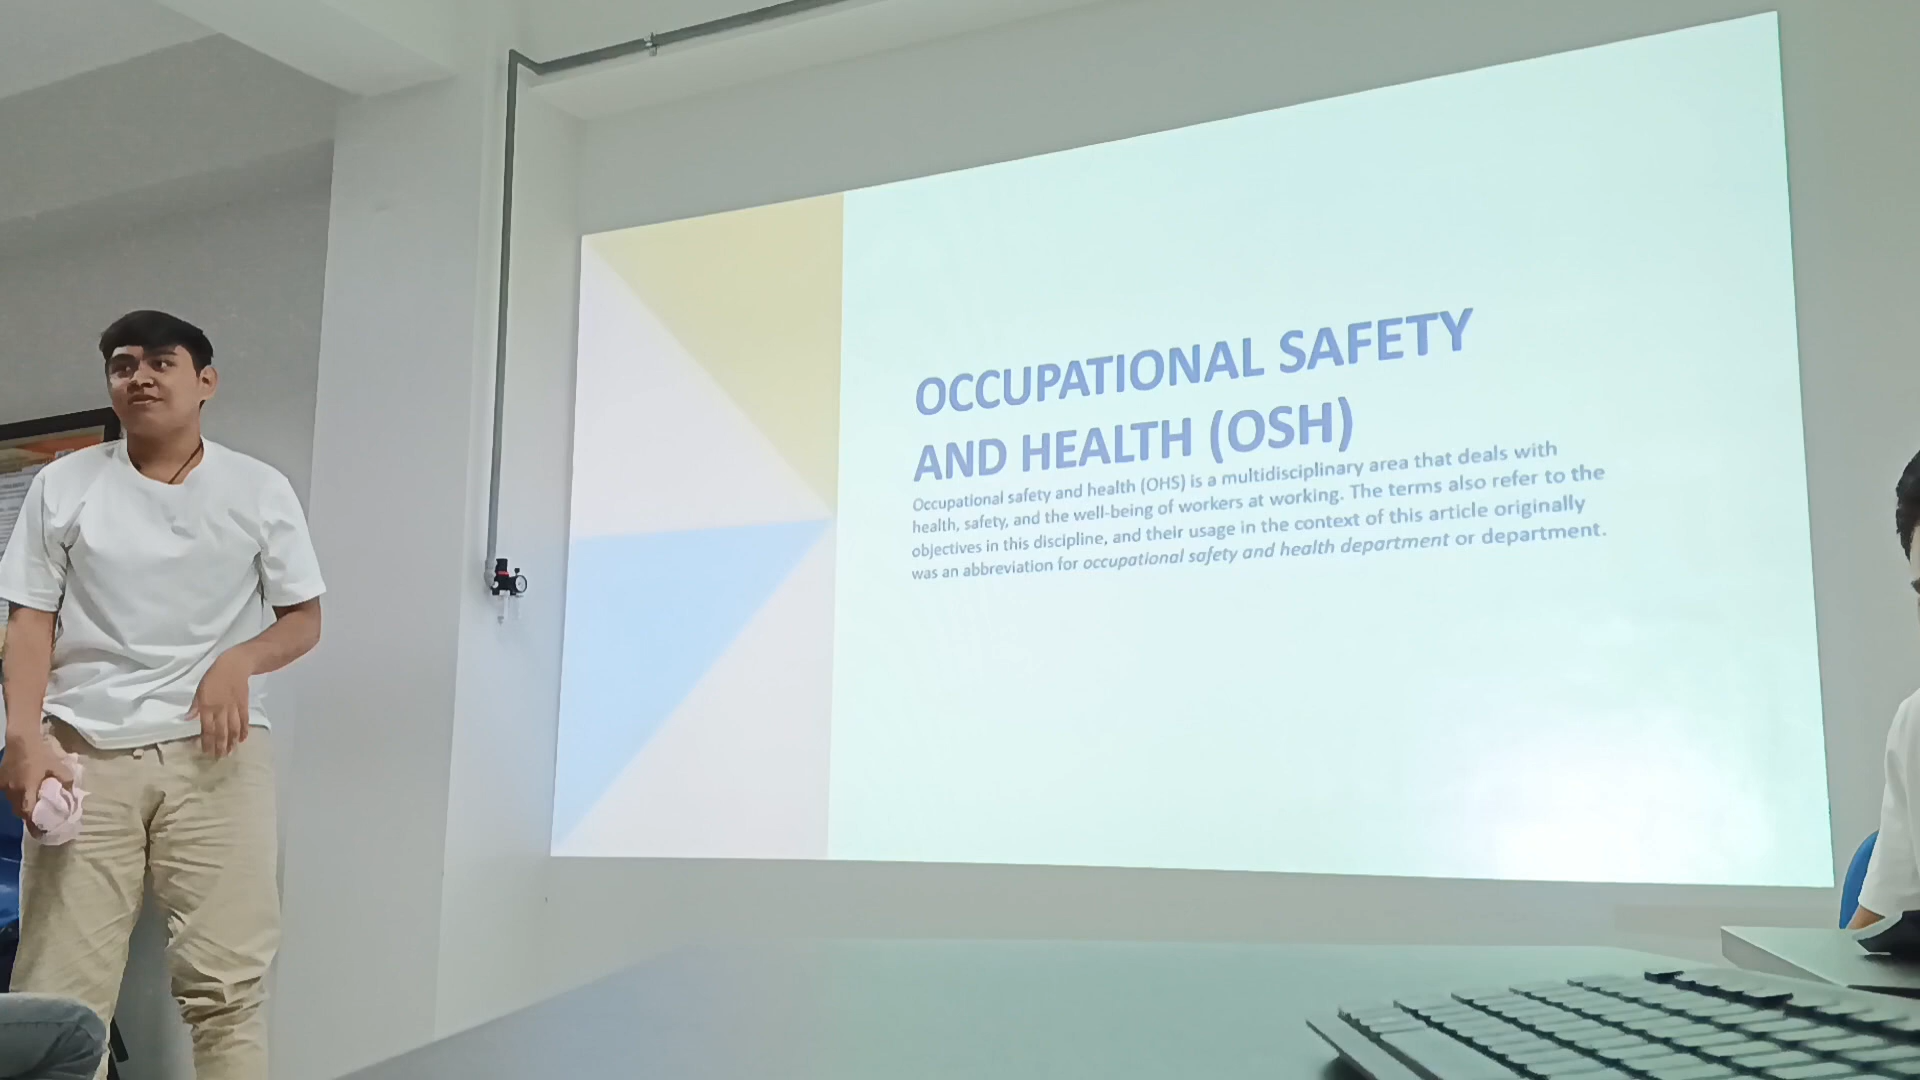 OCCUPATIONAL SAFETY
AND HEALTH (OSH)
Occupational safety and health (OHS) is a multidisciplinary area that deals with
health, safety, and the well-being of workers at working. The terms also refer to the
objectives in this discipline, and their usage in the context of this article originally
was an abbreviation for occupational safety and health department or department.